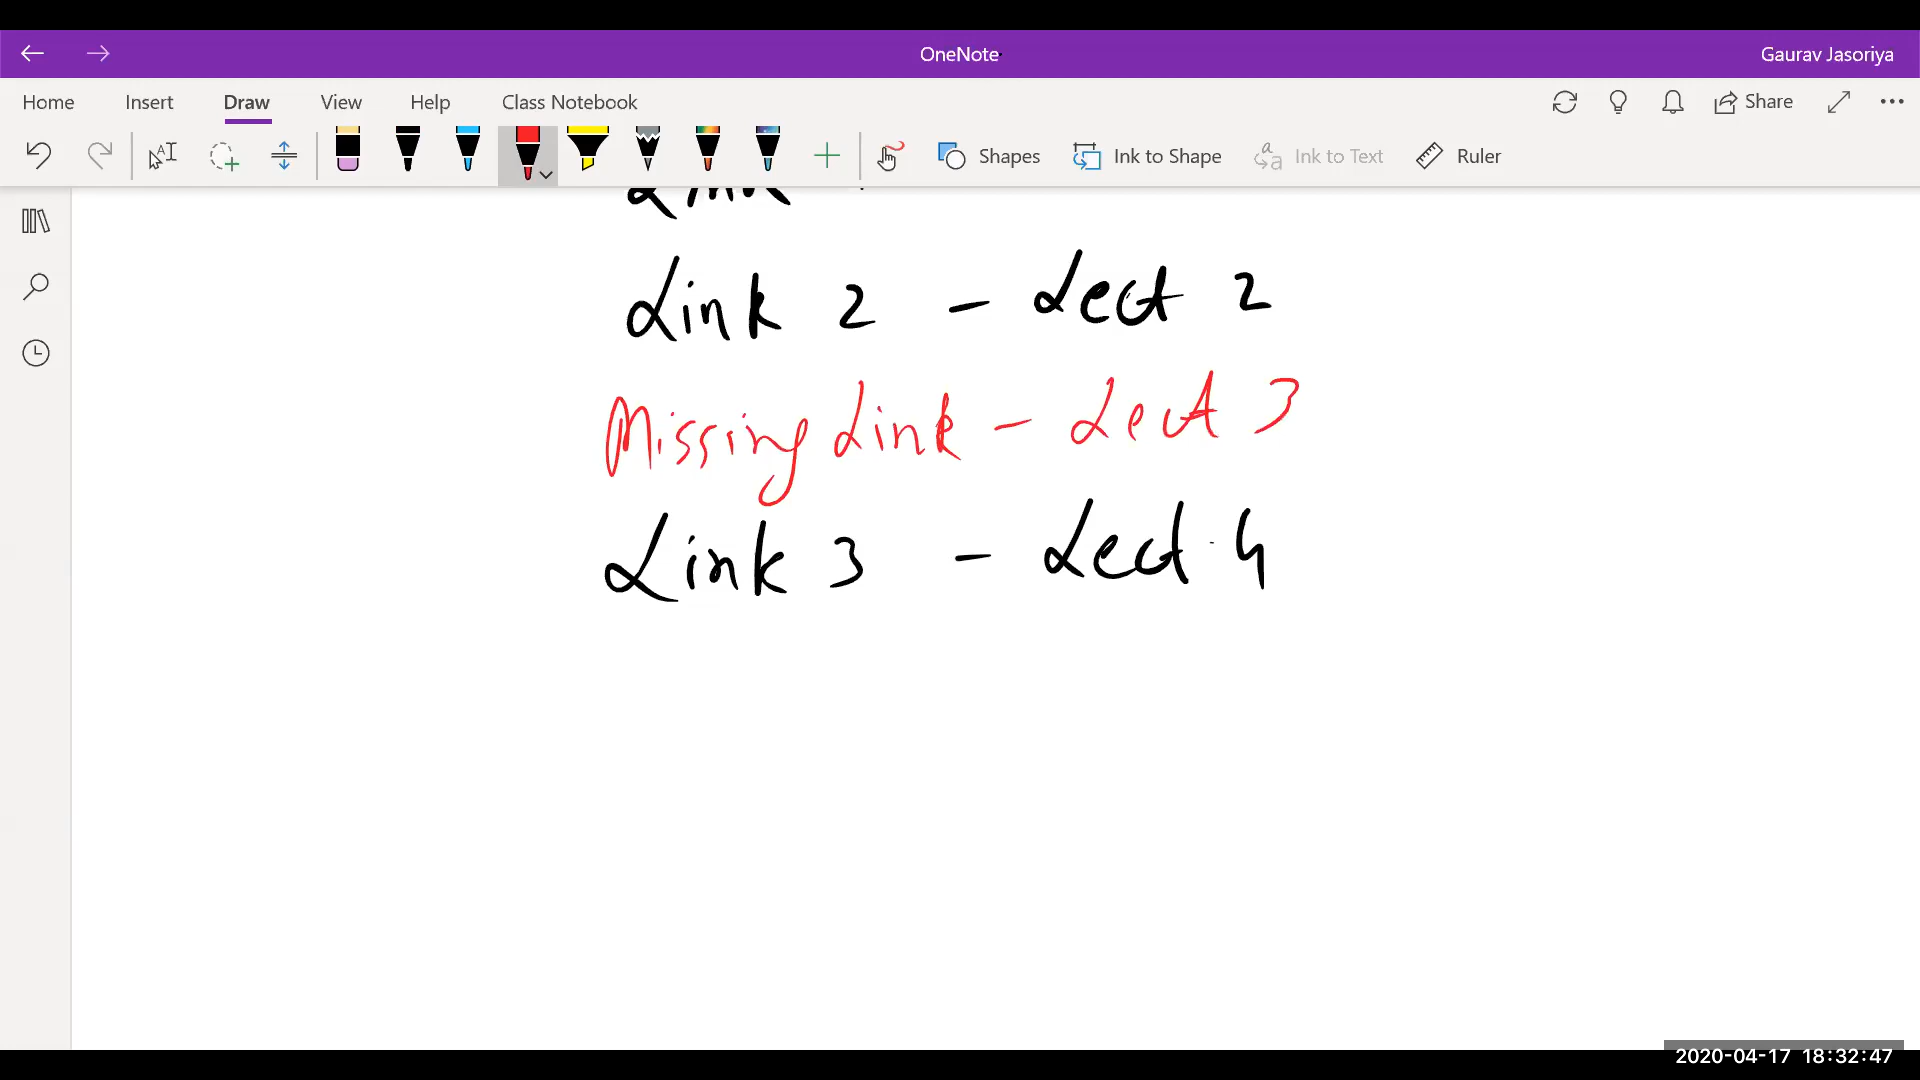 OneNote Gaurav Jasoriya
Home Insert Draw View Help Class Notebook Share
Shapes Ink to Shape Ink to Text Ruler
Link
Link 2 - Lect 2
Missing Link - Lect 3
Link 3 - Lect 4
2020-04-17 18:32:47